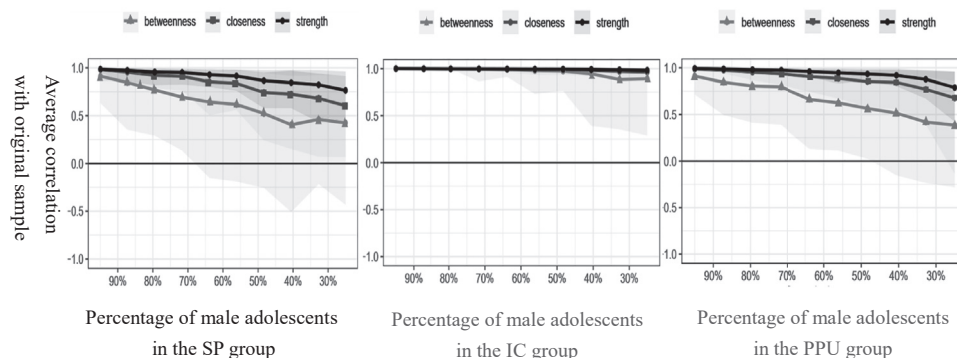 betweenness closeness strength
betweenness closeness strength
betweenness closeness strength
Average correlation
with original sample
1.0
0.5
0.0
-0.5
-1.0
90% 80% 70% 60% 50% 40% 30%
Percentage of male adolescents
in the SP group
1.0
0.5
0.0
-0.5
-1.0
90% 80% 70% 60% 50% 40% 30%
Percentage of male adolescents
in the IC group
1.0
0.5
0.0
-0.5
-1.0
90% 80% 70% 60% 50% 40% 30%
Percentage of male adolescents
in the PPU group